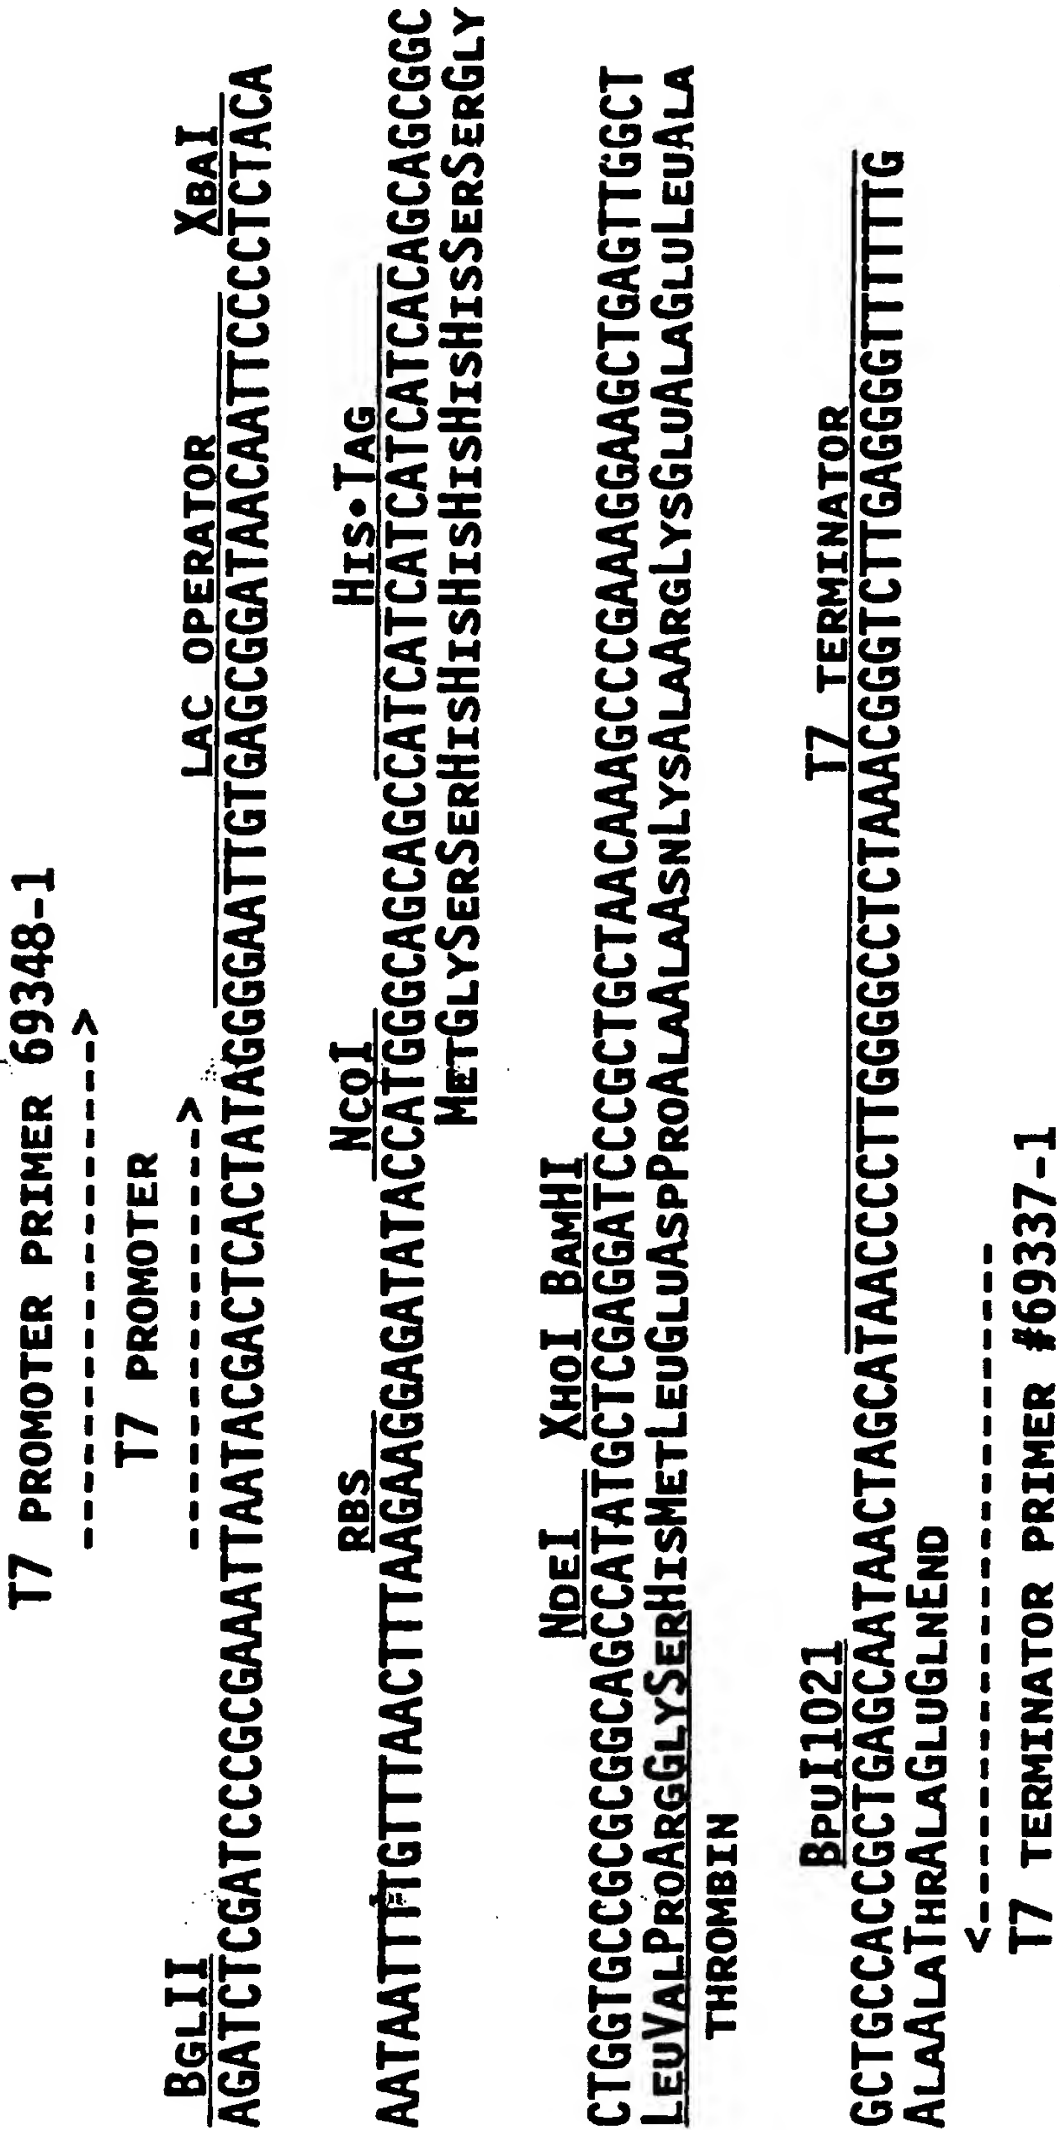 T7 PROMOTER PRIMER 69348-1
---------------->
T7 PROMOTER
------------->
BGLII LAC OPERATOR XBAI
AGATCTCGATCCCGCGAAATTAATACGACTCACTATAGGGGAATTGTGAGCGGATAACAATTCCCCTCTACA
RBS NCOI HIS•TAG
AATAATTTTGTTTAACTTTAAGAAGGAGATATACCATGGGCAGCAGCCATCATCATCATCATCACAGCAGCGGC
METGLYSERSERHISHISHISHISHISHISSERSERGLY
NDEI XHOI BAMHI
CTGGTGCCGCGCGGCAGCCATATGCTCGAGGATCCGGCTGCTAACAAAGCCCGAAAGGAAGCTGAGTTGGCT
LEUVALPROARGGLYSERHISMETLEUGLUASPPROALAALAASNLYSALAARGLYSGLUALAGLULEUALA
THROMBIN
BPUI1021 T7 TERMINATOR
GCTGCCACCGCTGAGCAATAACTAGCATAACCCCTTGGGGCCTCTAAACGGGTCTTGAGGGGTTTTTTG
ALAALATHRALAGLUGLNEND
<-----------------
T7 TERMINATOR PRIMER #69337-1